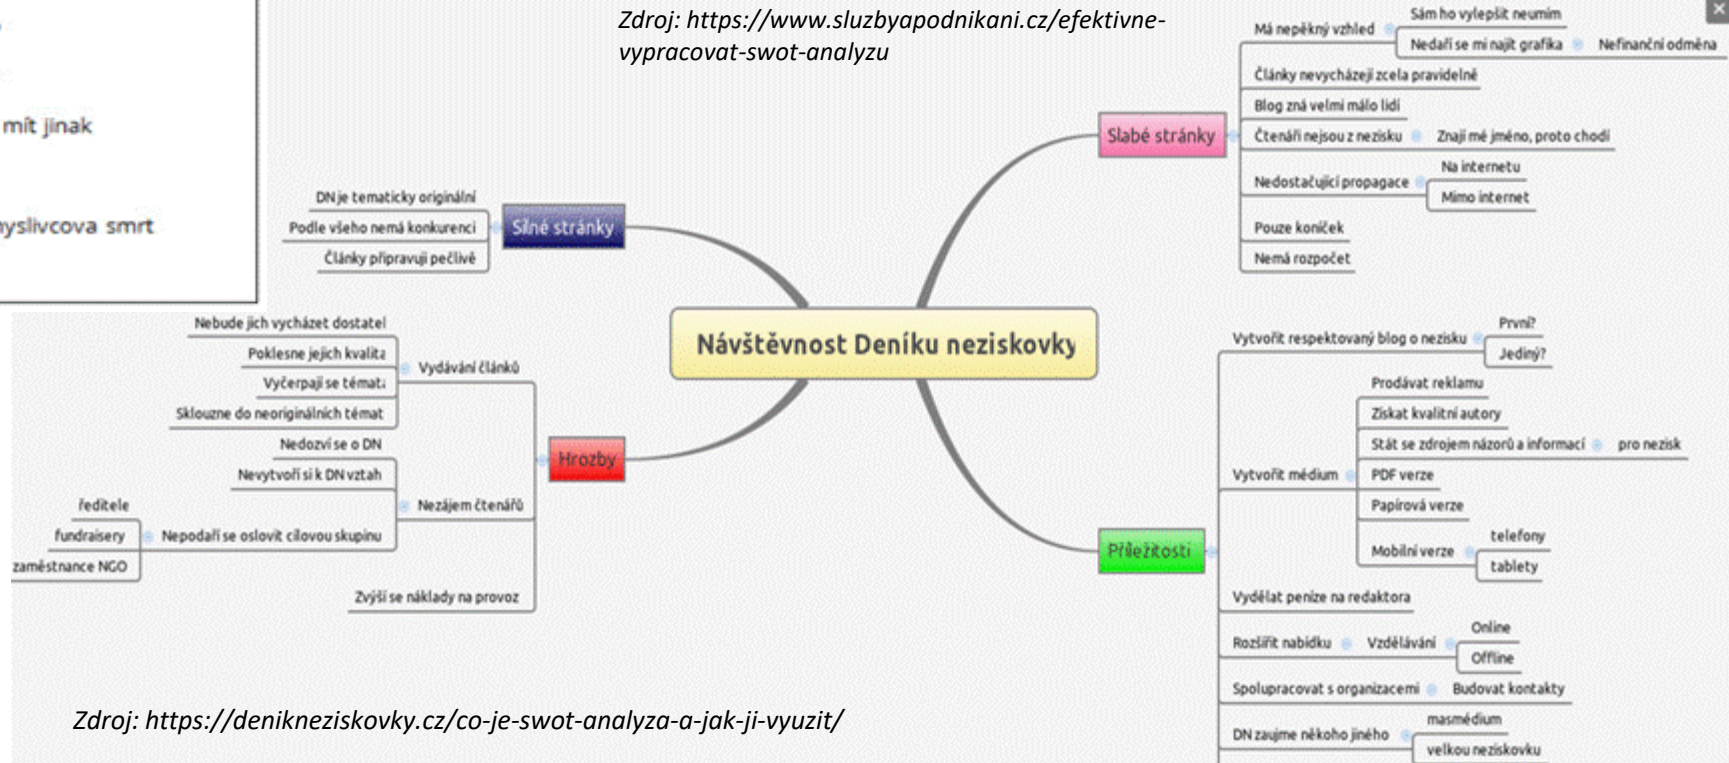 Zdroj: https://www.sluzbyapodnikani.cz/efektivne-
vypracovat-swot-analyzu
mít jinak
yslivcova smrt
Návštěvnost Deníku neziskovky
Silné stránky
DN je tematicky originální
Podle všeho nemá konkurenci
Články připravuji pečlivě
Slabé stránky
Má nepěkný vzhled
Sám ho vylepšit neumím
Nedaří se mi najít grafika
Nefinanční odměna
Články nevycházejí zcela pravidelně
Blog zná velmi málo lidí
Čtenáři nejsou z nezisku
Znají mé jméno, proto chodí
Nedostačující propagace
Na internetu
Mimo internet
Pouze koníček
Nemá rozpočet
Hrozby
Vydávání článků
Nebude jich vycházet dostatel
Poklesne jejich kvalita
Vyčerpají se témata
Sklouzne do neoriginálních témat
Nezájem čtenářů
Nedozví se o DN
Nevytvoří si k DN vztah
Nepodaří se oslovit cílovou skupinu
ředitele
fundraisery
zaměstnance NGO
Zvýší se náklady na provoz
Příležitosti
Vytvořit respektovaný blog o nezisku
První?
Jediný?
Vytvořit médium
Prodávat reklamu
Získat kvalitní autory
Stát se zdrojem názorů a informací
pro nezisk
PDF verze
Papírová verze
Mobilní verze
telefony
tablety
Vydělat peníze na redaktora
Rozšířit nabídku
Vzdělávání
Online
Offline
Spolupracovat s organizacemi
Budovat kontakty
DN zaujme někoho jiného
masmédium
velkou neziskovku
Zdroj: https://denikneziskovky.cz/co-je-swot-analyza-a-jak-ji-vyuzit/